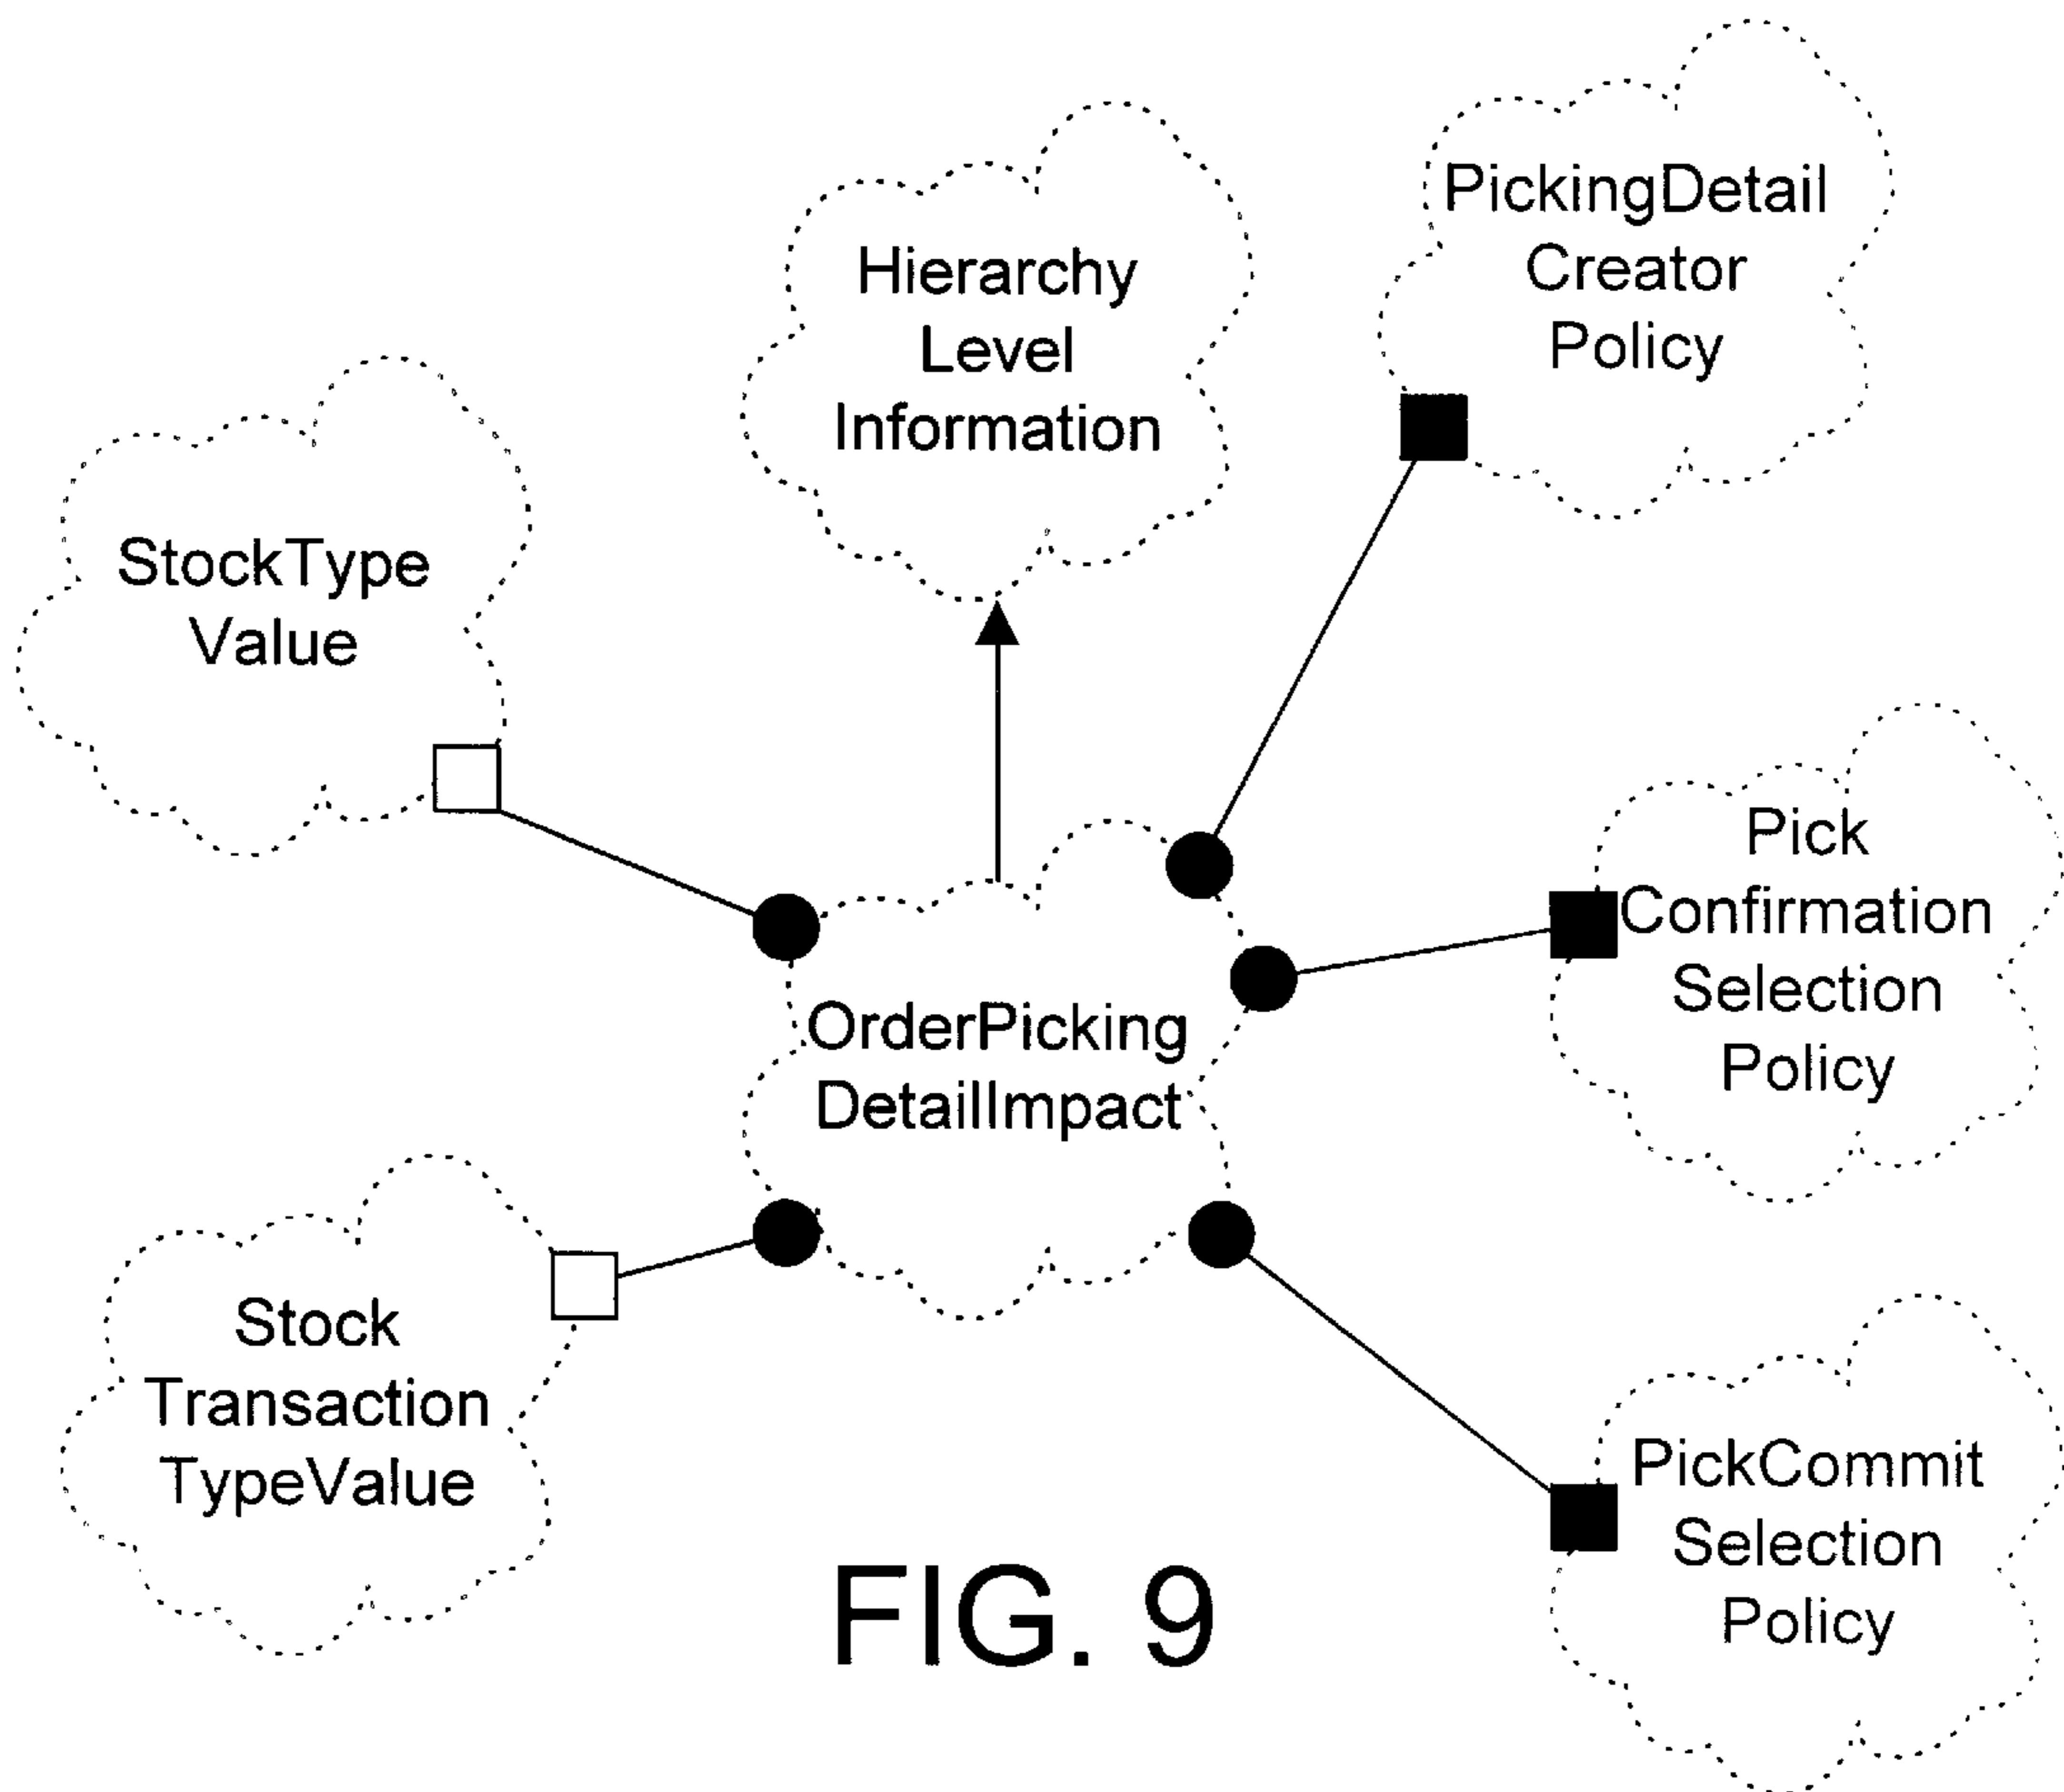 PickingDetail
Creator
Policy
Hierarchy
Level
Information
StockType
Value
Pick
Confirmation
Selection
Policy
OrderPicking
DetailImpact
Stock
Transaction
TypeValue
PickCommit
Selection
Policy
FIG. 9